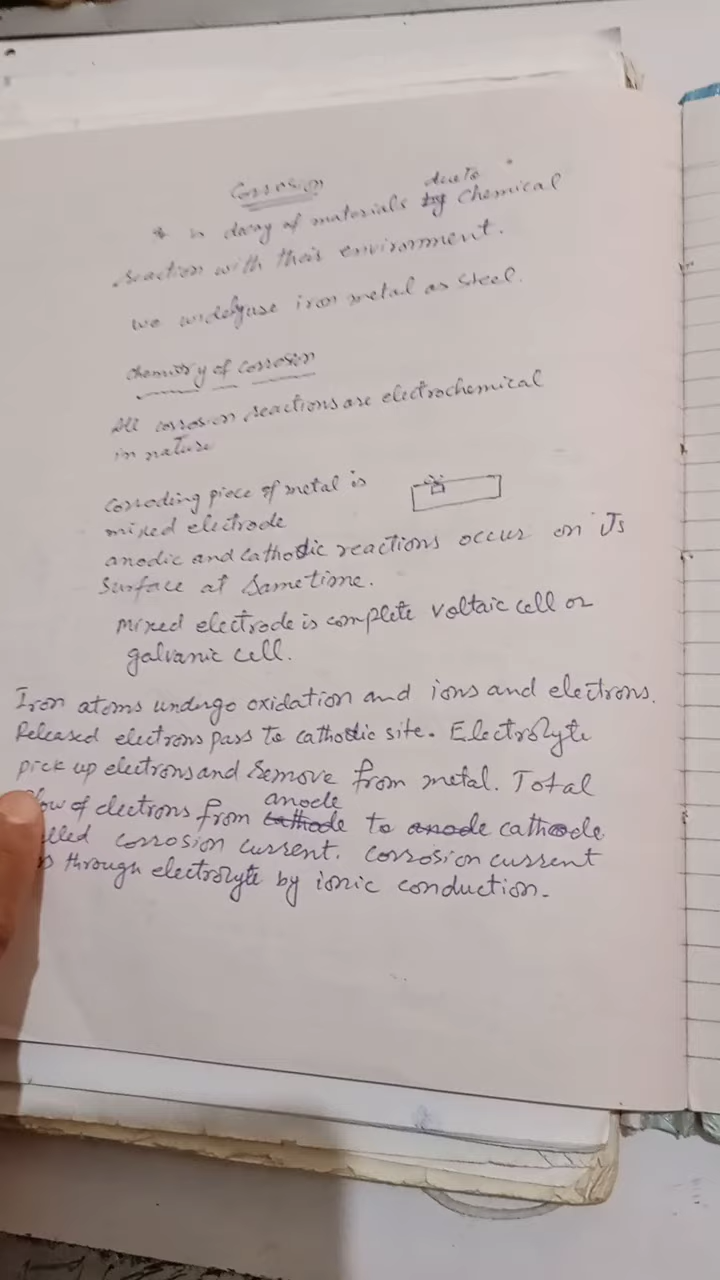 Corrosion
is decay of materials due to chemical
reaction with their environment.
we widely use iron metal as steel.
chemistry of corrosion
All corrosion reactions are electrochemical
in nature
Corroding piece of metal is
mixed electrode
anodic and cathodic reactions occur on Its
surface at sametime.
mixed electrode is complete voltaic cell or
galvanic cell.
Iron atoms undergo oxidation and ions and electrons.
Released electrons pass to cathodic site. Electrolyte
pick up electrons and remove from metal. Total
of electrons from anode to cathode
corrosion current. Corrosion current
through electrolyte by ionic conduction.